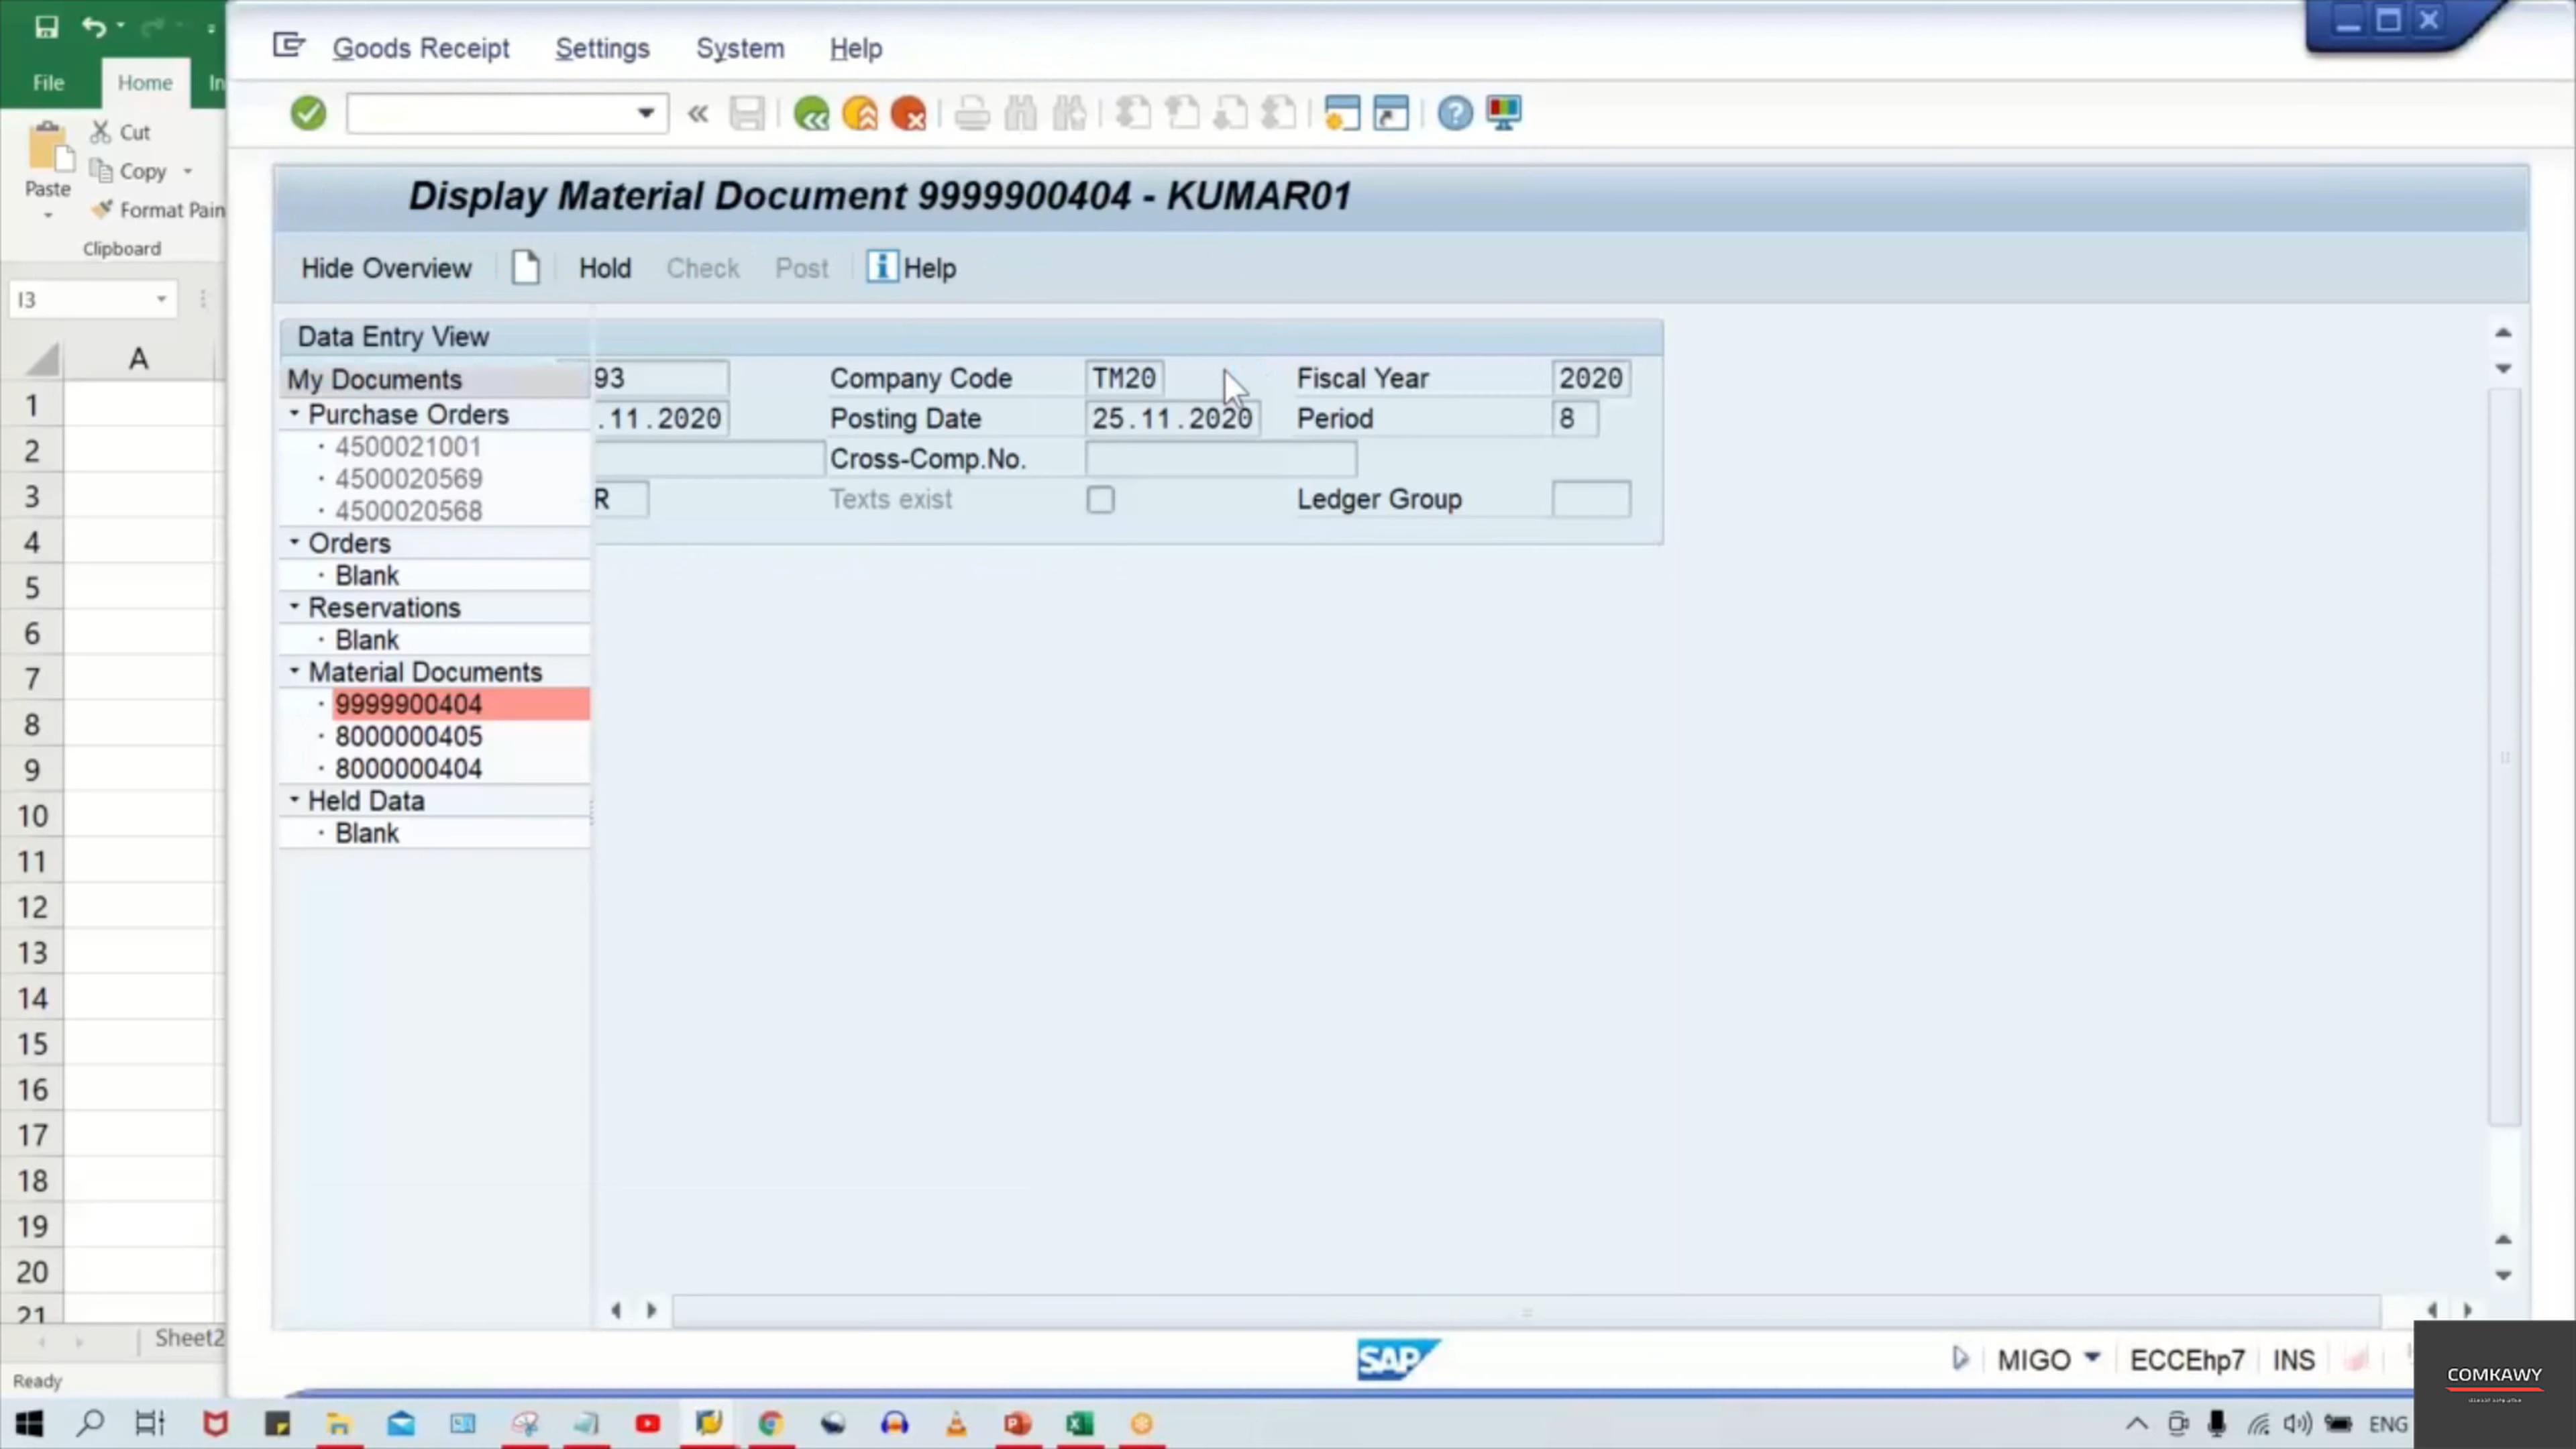 Goods Receipt Settings System Help
File Home In
Cut
Copy
Paste
Format Pain
Clipboard
Display Material Document 9999900404 - KUMAR01
Hide Overview Hold Check Post Help
I3
Data Entry View
A
My Documents 93 Company Code TM20 Fiscal Year 2020
Purchase Orders .11.2020 Posting Date 25.11.2020 Period 8
4500021001
Cross-Comp.No.
4500020569
4500020568
R Texts exist Ledger Group
Orders
Blank
Reservations
Blank
Material Documents
9999900404
8000000405
8000000404
Held Data
Blank
1
2
3
4
5
6
7
8
9
10
11
12
13
14
15
16
17
18
19
20
21
Sheet2
SAP MIGO ECCEhp7 INS
Ready
COMKAWY
ENG